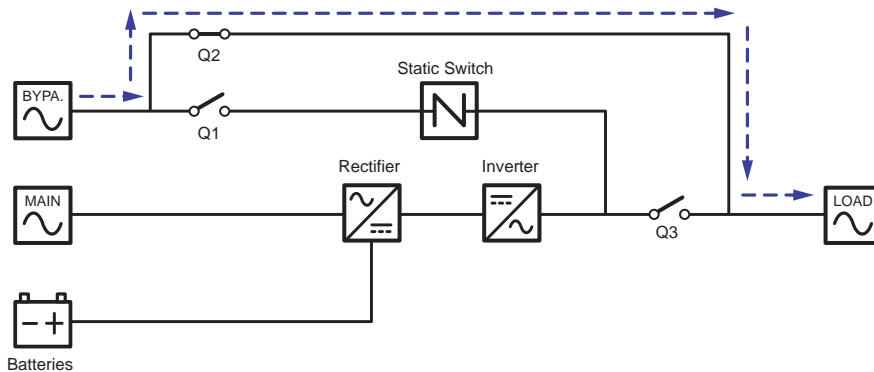 Q2
Static Switch
BYPA.
Q1
Rectifier
Inverter
MAIN
LOAD
Q3
Batteries